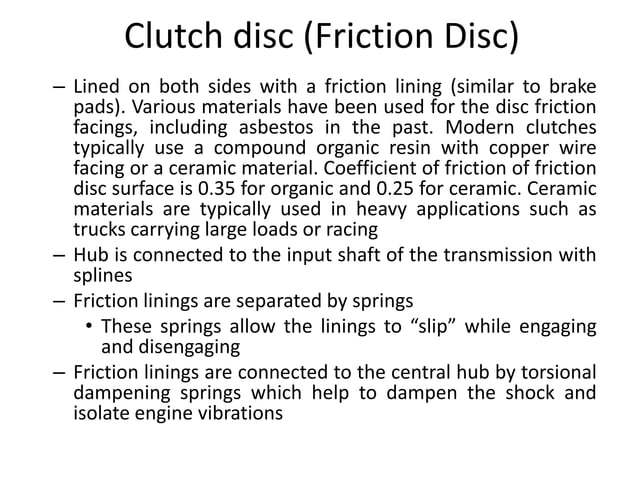 Clutch disc (Friction Disc)
– Lined on both sides with a friction lining (similar to brake
pads). Various materials have been used for the disc friction
facings, including asbestos in the past. Modern clutches
typically use a compound organic resin with copper wire
facing or a ceramic material. Coefficient of friction of friction
disc surface is 0.35 for organic and 0.25 for ceramic. Ceramic
materials are typically used in heavy applications such as
trucks carrying large loads or racing
– Hub is connected to the input shaft of the transmission with
splines
– Friction linings are separated by springs
• These springs allow the linings to “slip” while engaging
and disengaging
– Friction linings are connected to the central hub by torsional
dampening springs which help to dampen the shock and
isolate engine vibrations